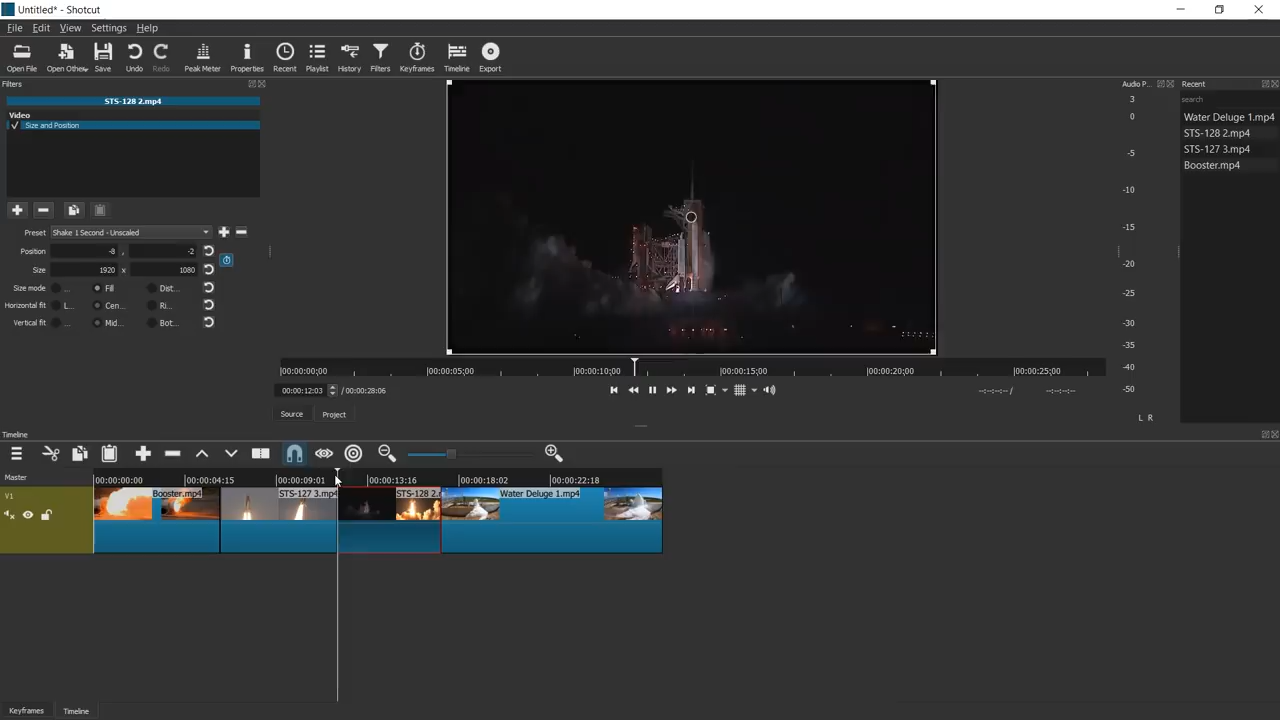 Untitled* - Shotcut
File Edit View Settings Help
Open File Open Other Save Undo Redo Peak Meter Properties Recent Playlist History Filters Keyframes Timeline Export
Filters
STS-128 2.mp4
Video
Size and Position
Preset Shake 1 Second - Unscaled
Position -8 , -2
Size 1920 x 1080
Size mode ... Fill Dist...
Horizontal fit L... Cen... Ri...
Vertical fit ... Mid... Bot...
00:00:00;00 00:00:05;00 00:00:10;00 00:00:15;00 00:00:20;00 00:00:25;00
00:00:12:03 / 00:00:28:06 --:--:--:-- / --:--:--:--
Source Project
Audio P...
3
0
-5
-10
-15
-20
-25
-30
-35
-40
-50
L R
Recent
search
Water Deluge 1.mp4
STS-128 2.mp4
STS-127 3.mp4
Booster.mp4
Timeline
Master
00:00:00:00 00:00:04:15 00:00:09:01 00:00:13:16 00:00:18:02 00:00:22:18
V1
Booster.mp4 STS-127 3.mp4 STS-128 2. Water Deluge 1.mp4
Keyframes Timeline